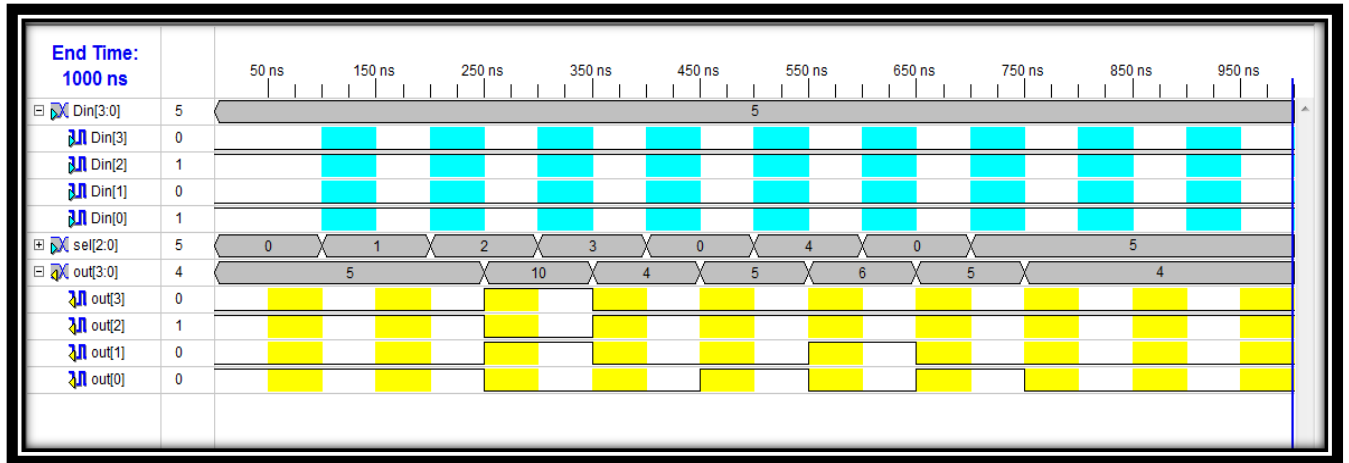 End Time:
1000 ns
50 ns 150 ns 250 ns 350 ns 450 ns 550 ns 650 ns 750 ns 850 ns 950 ns
Din[3:0] 5 5
Din[3] 0
Din[2] 1
Din[1] 0
Din[0] 1
sel[2:0] 5 0 1 2 3 0 4 0 5
out[3:0] 4 5 10 4 5 6 5 4
out[3] 0
out[2] 1
out[1] 0
out[0] 0